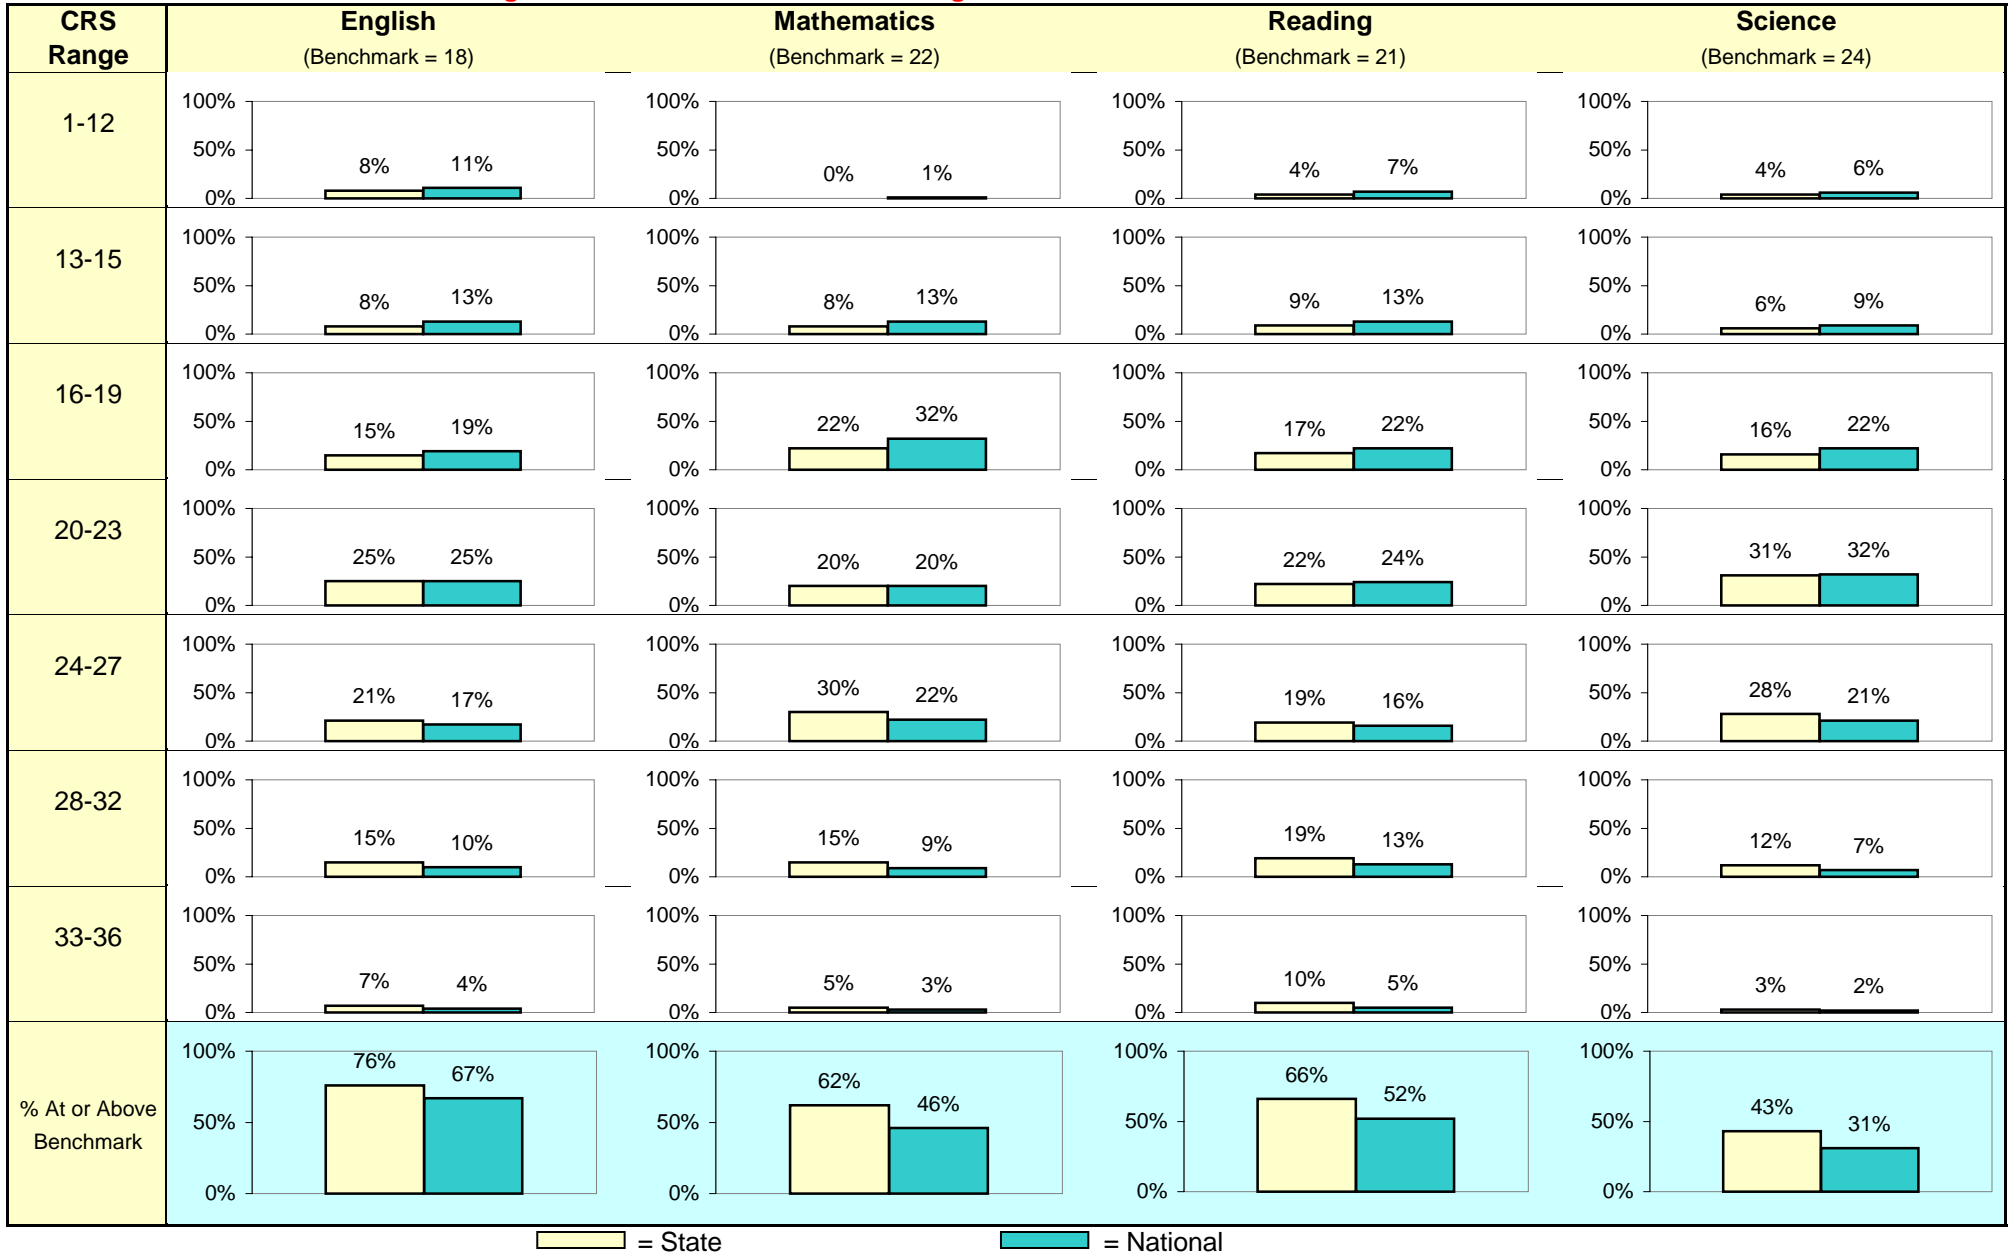 CRS Range English Mathematics Reading Science
(Benchmark = 18) (Benchmark = 22) (Benchmark = 21) (Benchmark = 24)
1-12
100% 100% 100% 100%
50% 8% 11% 50% 0% 1% 50% 4% 7% 50% 4% 6%
0% 0% 0% 0%
13-15
100% 100% 100% 100%
50% 8% 13% 50% 8% 13% 50% 9% 13% 50% 6% 9%
0% 0% 0% 0%
16-19
100% 100% 100% 100%
50% 15% 19% 50% 22% 32% 50% 17% 22% 50% 16% 22%
0% 0% 0% 0%
20-23
100% 100% 100% 100%
50% 25% 25% 50% 20% 20% 50% 22% 24% 50% 31% 32%
0% 0% 0% 0%
24-27
100% 100% 100% 100%
50% 21% 17% 50% 30% 22% 50% 19% 16% 50% 28% 21%
0% 0% 0% 0%
28-32
100% 100% 100% 100%
50% 15% 10% 50% 15% 9% 50% 19% 13% 50% 12% 7%
0% 0% 0% 0%
33-36
100% 100% 100% 100%
50% 7% 4% 50% 5% 3% 50% 10% 5% 50% 3% 2%
0% 0% 0% 0%
% At or Above
Benchmark
100% 100% 100% 100%
76% 67% 62% 46% 66% 52% 43% 31%
50% 50% 50% 50%
0% 0% 0% 0%
= State = National